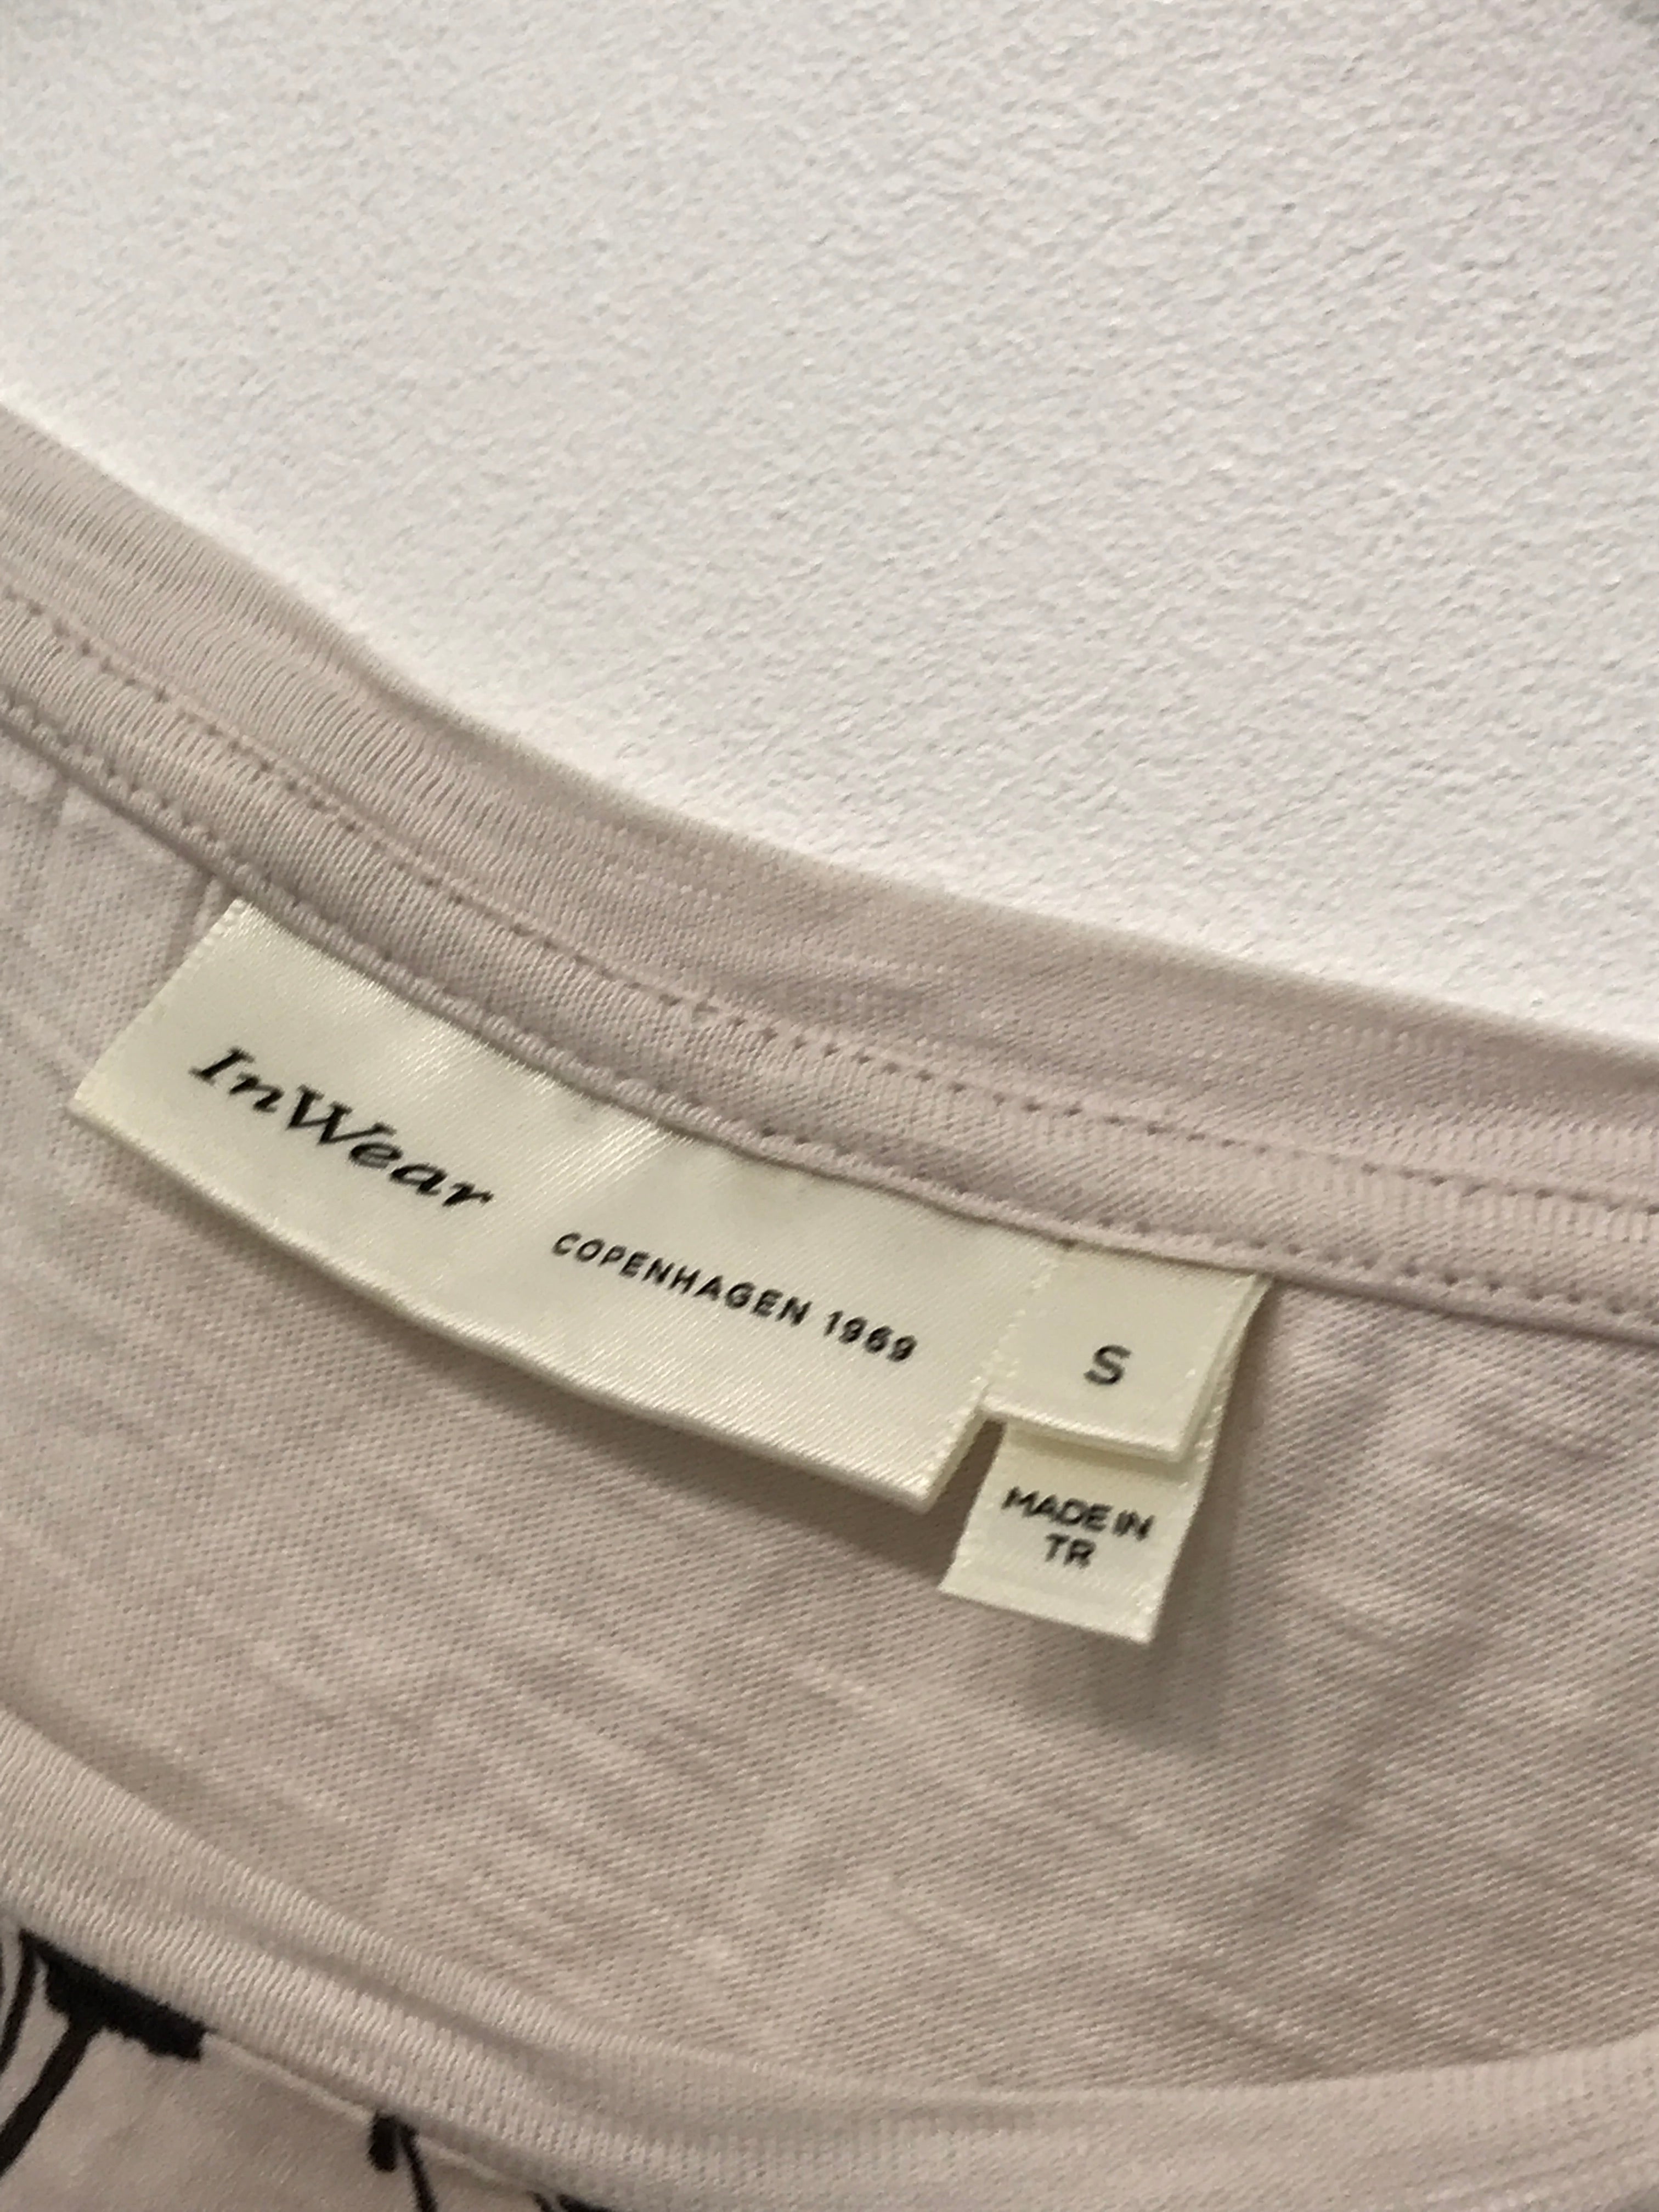 InWear
COPENHAGEN 1969
S
MADE IN
TR